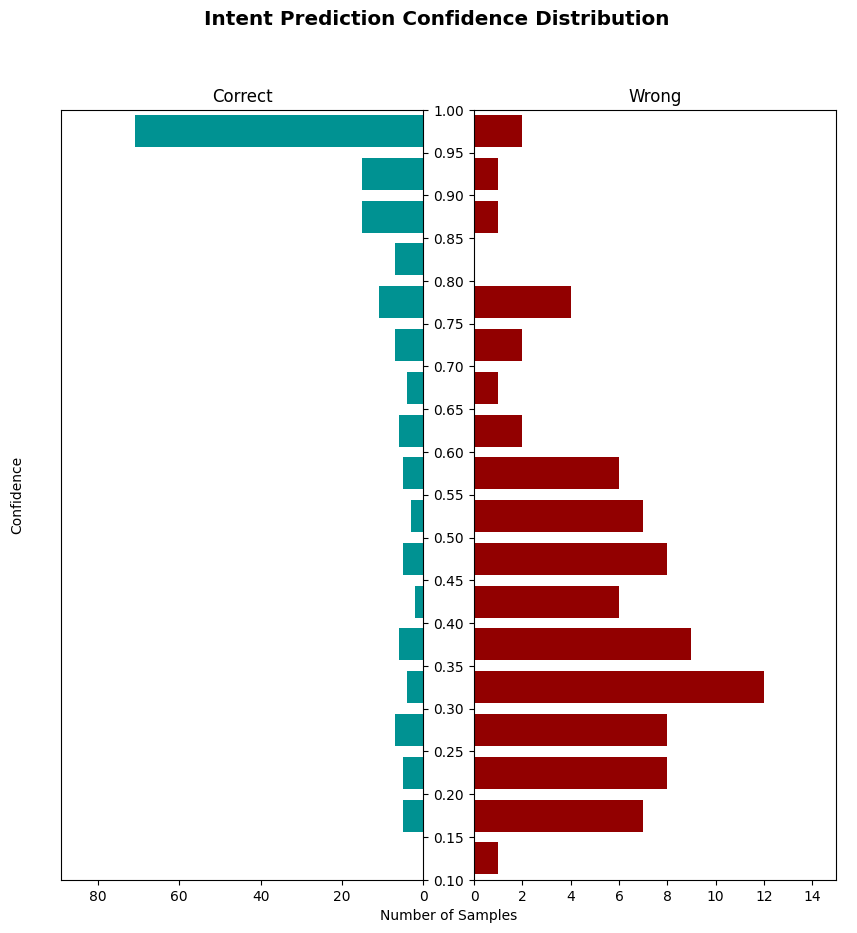 Intent Prediction Confidence Distribution
Correct
Wrong
1.00
0.95
0.90
0.85
0.80
0.75
0.70
0.65
0.60
0.55
0.50
0.45
0.40
0.35
0.30
0.25
0.20
0.15
0.10
Confidence
80 60 40 20 0
0 2 4 6 8 10 12 14
Number of Samples